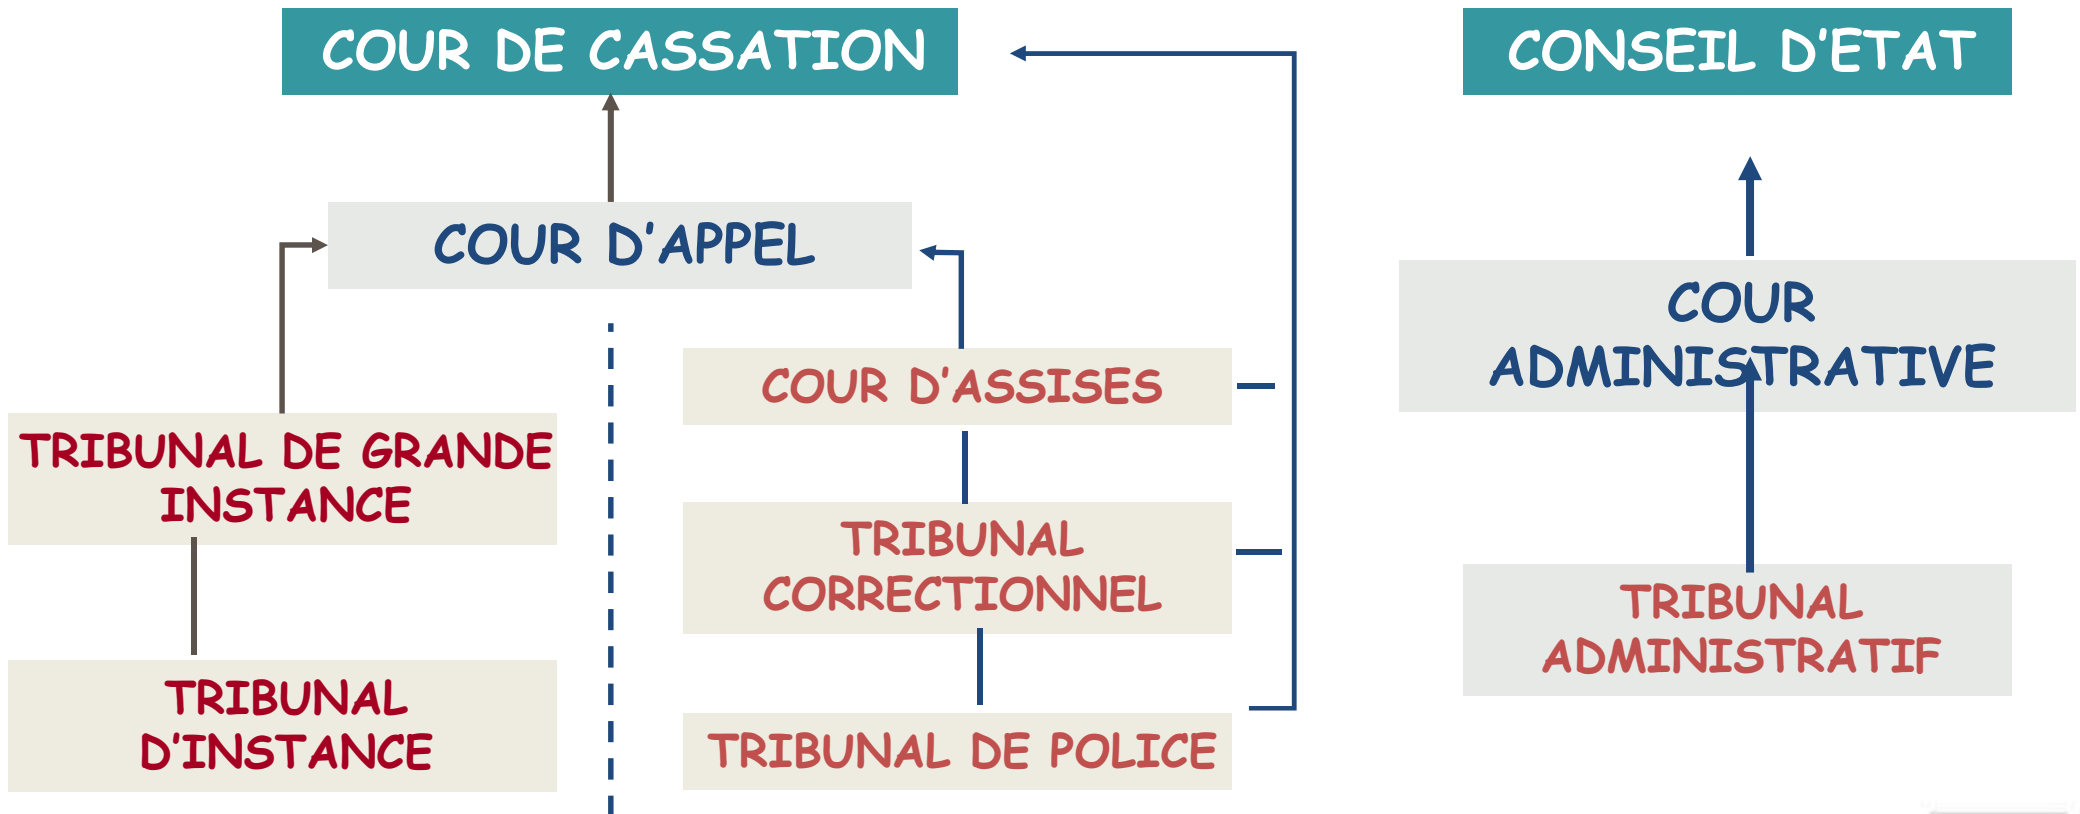 COUR DE CASSATION
CONSEIL D'ETAT
COUR D'APPEL
COUR
ADMINISTRATIVE
COUR D'ASSISES
TRIBUNAL DE GRANDE
INSTANCE
TRIBUNAL
CORRECTIONNEL
TRIBUNAL
ADMINISTRATIF
TRIBUNAL
D'INSTANCE
TRIBUNAL DE POLICE